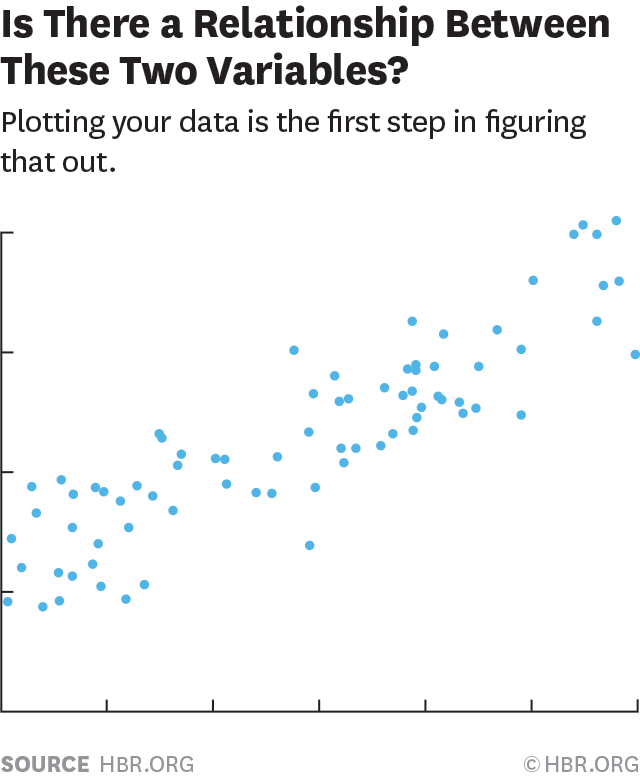 Is There a Relationship Between
These Two Variables?
Plotting your data is the first step in figuring
that out.
SOURCE HBR.ORG
© HBR.ORG